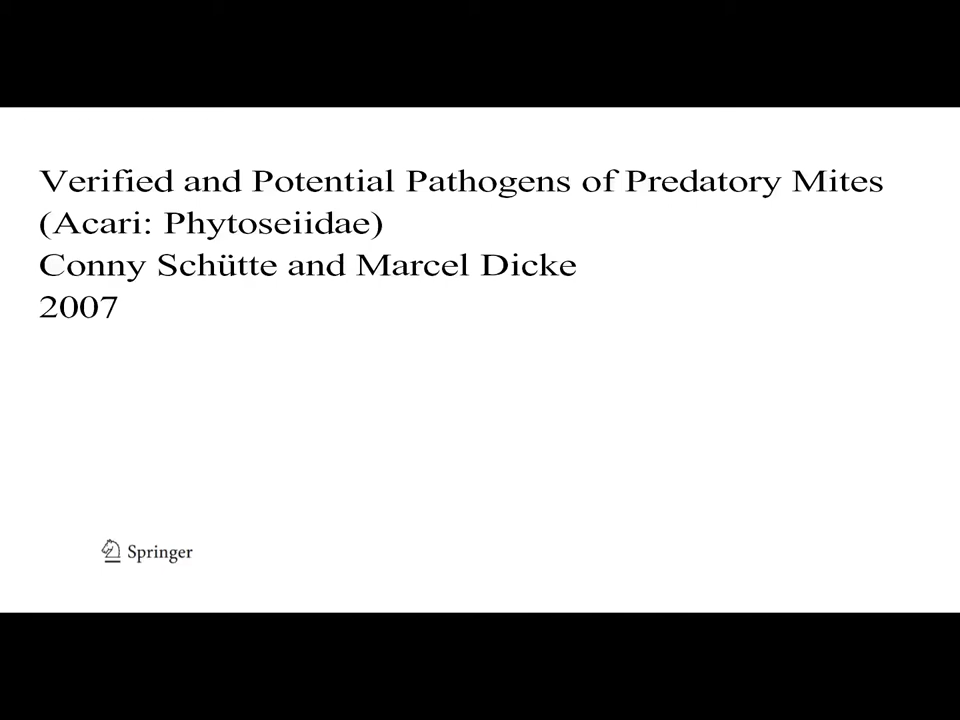 Verified and Potential Pathogens of Predatory Mites
(Acari: Phytoseiidae)
Conny Schütte and Marcel Dicke
2007
Springer